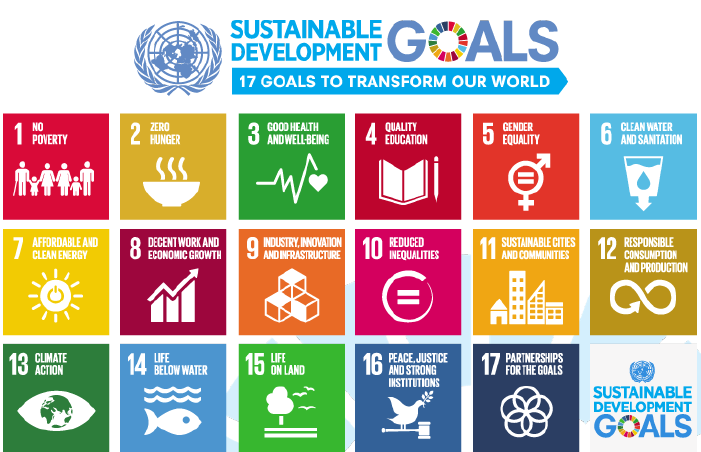 SUSTAINABLE
DEVELOPMENT
GOALS
17 GOALS TO TRANSFORM OUR WORLD
1 NO
POVERTY
2 ZERO
HUNGER
3 GOOD HEALTH
AND WELL-BEING
4 QUALITY
EDUCATION
5 GENDER
EQUALITY
6 CLEAN WATER
AND SANITATION
7 AFFORDABLE AND
CLEAN ENERGY
8 DECENT WORK AND
ECONOMIC GROWTH
9 INDUSTRY, INNOVATION
AND INFRASTRUCTURE
10 REDUCED
INEQUALITIES
11 SUSTAINABLE CITIES
AND COMMUNITIES
12 RESPONSIBLE
CONSUMPTION
AND PRODUCTION
13 CLIMATE
ACTION
14 LIFE
BELOW WATER
15 LIFE
ON LAND
16 PEACE, JUSTICE
AND STRONG
INSTITUTIONS
17 PARTNERSHIPS
FOR THE GOALS
SUSTAINABLE
DEVELOPMENT
GOALS